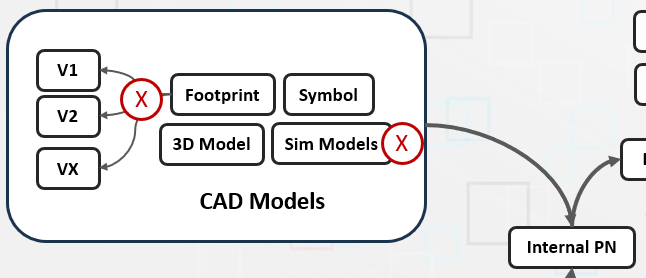 V1
X
Footprint
Symbol
V2
3D Model
Sim Models
X
VX
CAD Models
Internal PN